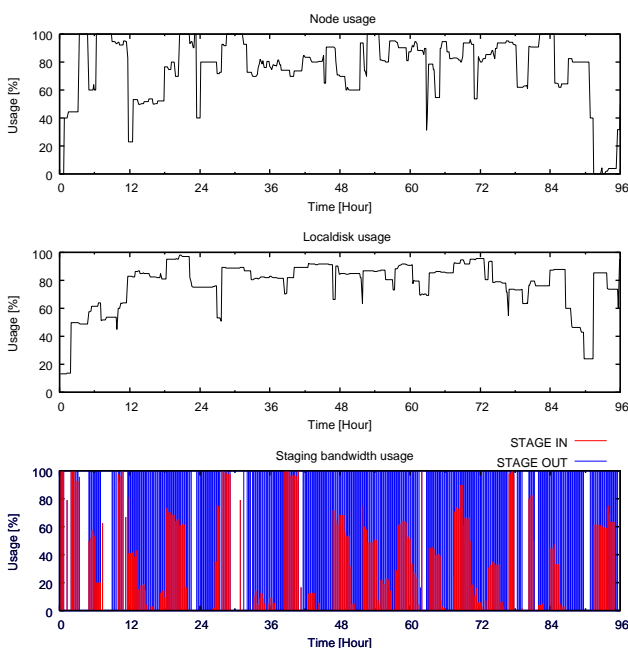 Node usage
100
80
60
40
20
0
Usage [%]
0 12 24 36 48 60 72 84 96
Time [Hour]
Localdisk usage
100
80
60
40
20
0
Usage [%]
0 12 24 36 48 60 72 84 96
Time [Hour]
STAGE IN
STAGE OUT
Staging bandwidth usage
100
80
60
40
20
0
Usage [%]
0 12 24 36 48 60 72 84 96
Time [Hour]